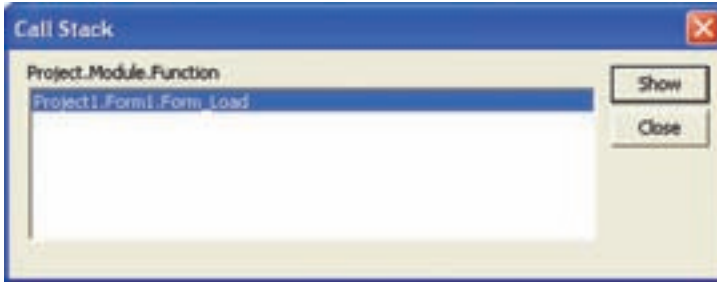 Call Stack
Project.Module.Function
Project1.Form1.Form_Load
Show
Close